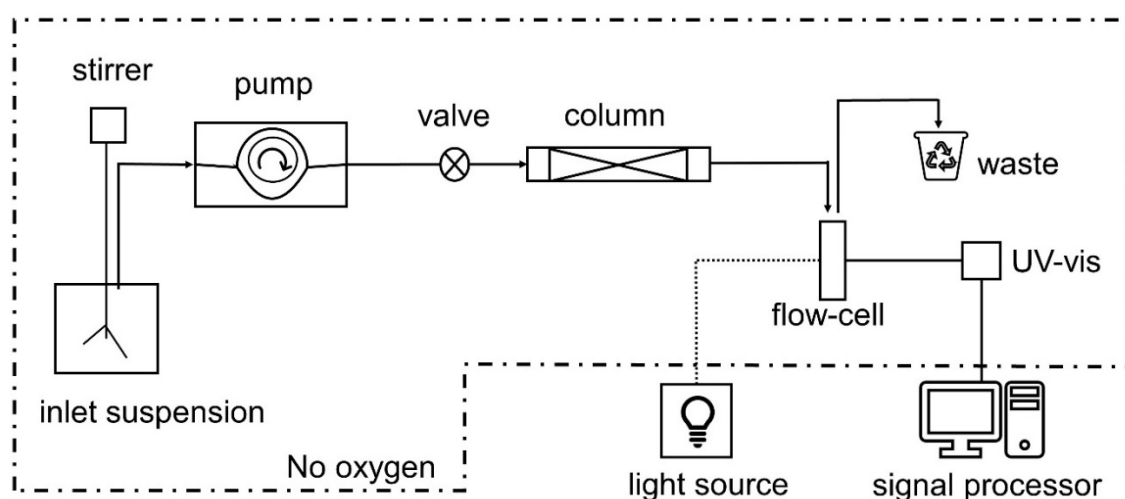 stirrer
pump
valve
column
waste
UV-vis
flow-cell
inlet suspension
No oxygen
light source
signal processor